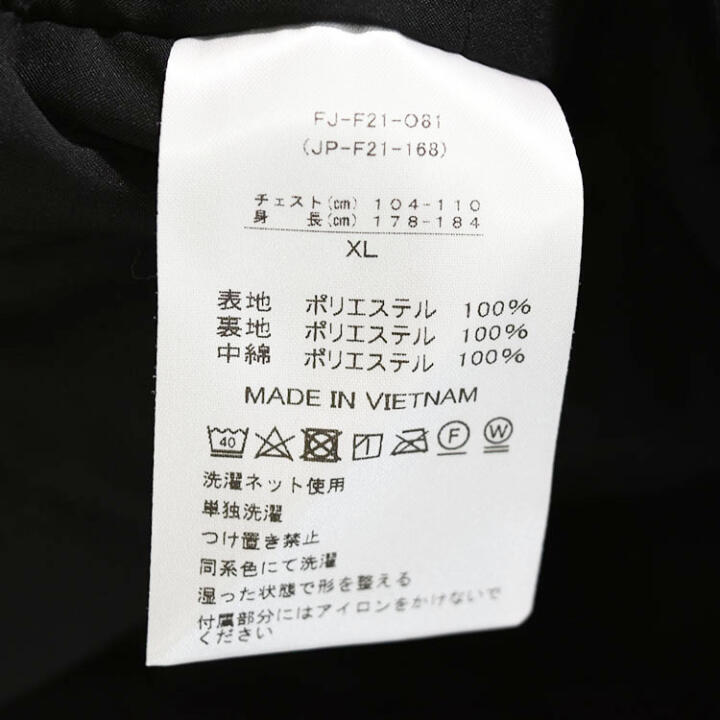 FJ-F21-081
(JP-F21-168)
チェスト(cm) 104-110
身 長(cm) 178-184
XL
表地 ポリエステル 100%
裏地 ポリエステル 100%
中綿 ポリエステル 100%
MADE IN VIETNAM
40 F W
洗濯ネット使用
単独洗濯
つけ置き禁止
同系色にて洗濯
湿った状態で形を整える
付属部分にはアイロンをかけないで
ください